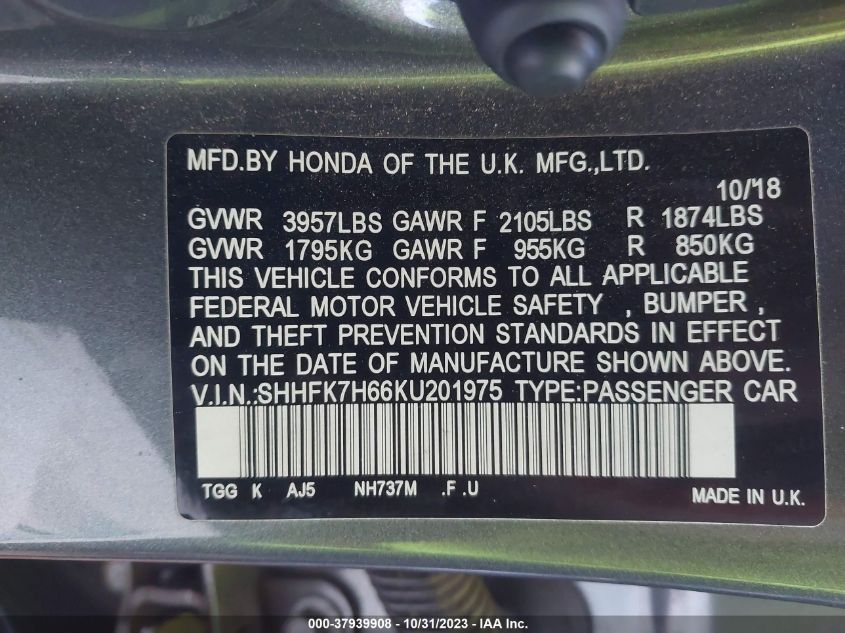 MFD.BY HONDA OF THE U.K. MFG.,LTD.
10/18
GVWR 3957LBS GAWR F 2105LBS R 1874LBS
GVWR 1795KG GAWR F 955KG R 850KG
THIS VEHICLE CONFORMS TO ALL APPLICABLE
FEDERAL MOTOR VEHICLE SAFETY , BUMPER ,
AND THEFT PREVENTION STANDARDS IN EFFECT
ON THE DATE OF MANUFACTURE SHOWN ABOVE.
V.I.N.:SHHFK7H66KU201975 TYPE:PASSENGER CAR
TGG K AJ5 NH737M .F .U
MADE IN U.K.
000-37939908 - 10/31/2023 - IAAI.com